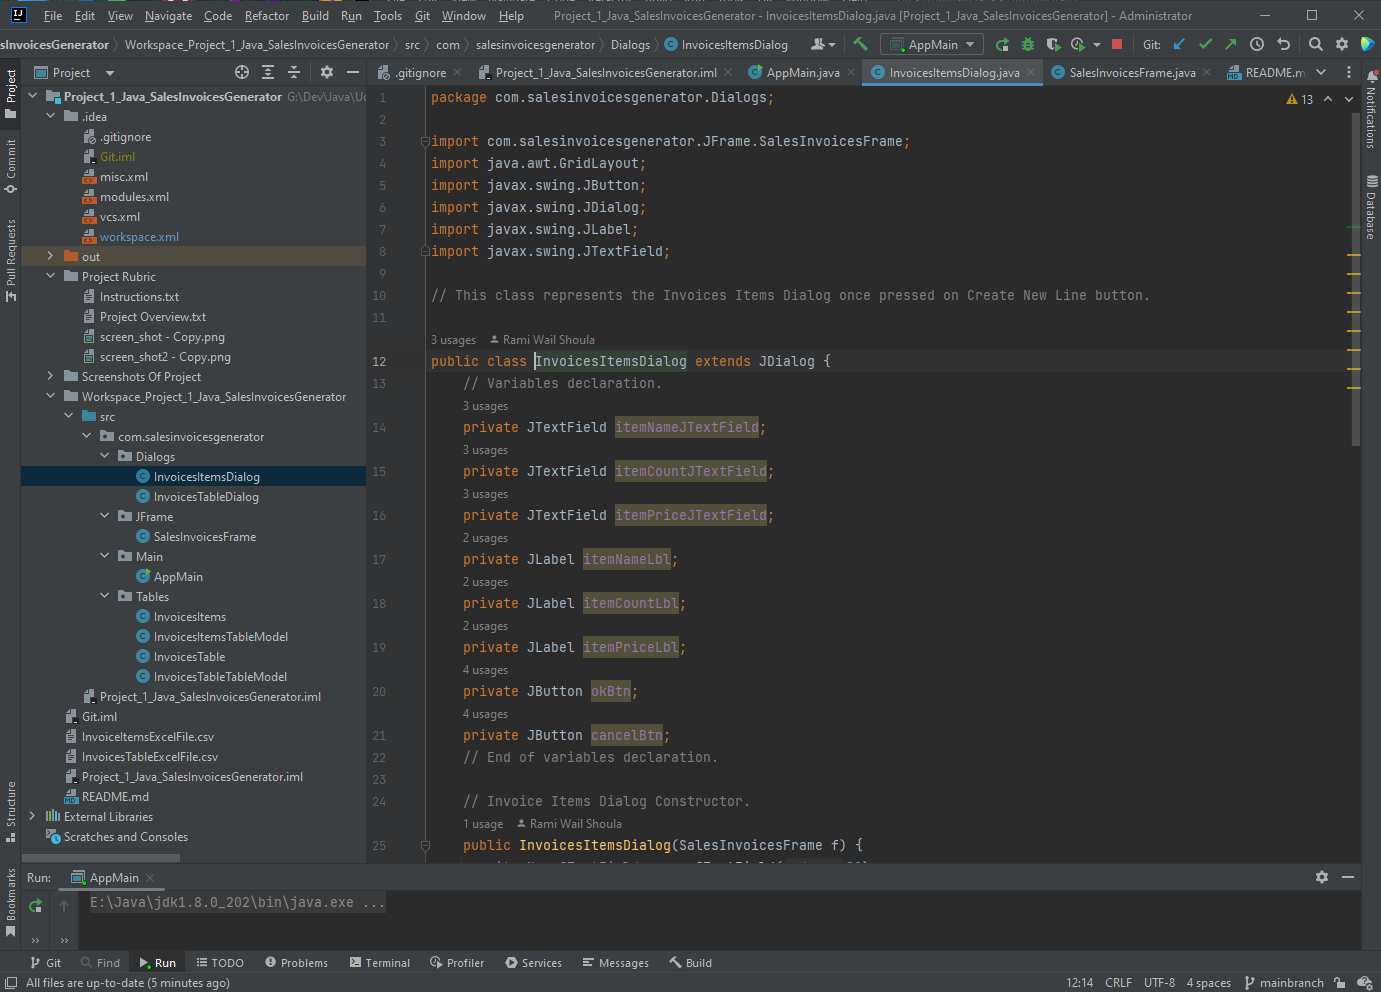 IJ File Edit View Navigate Code Refactor Build Run Tools Git Window Help Project_1_Java_SalesInvoicesGenerator - InvoicesItemsDialog.java [Project_1_Java_SalesInvoicesGenerator] - Administrator
sInvoicesGenerator Workspace_Project_1_Java_SalesInvoicesGenerator src com salesinvoicesgenerator Dialogs InvoicesItemsDialog AppMain Git:
Project
.gitignore Project_1_Java_SalesInvoicesGenerator.iml AppMain.java InvoicesItemsDialog.java SalesInvoicesFrame.java README.m
Project
Commit
Pull Requests
Structure
Bookmarks
Project_1_Java_SalesInvoicesGenerator G:\Dev\Java\Ud
.idea
.gitignore
Git.iml
misc.xml
modules.xml
vcs.xml
workspace.xml
out
Project Rubric
Instructions.txt
Project Overview.txt
screen_shot - Copy.png
screen_shot2 - Copy.png
Screenshots Of Project
Workspace_Project_1_Java_SalesInvoicesGenerator
src
com.salesinvoicesgenerator
Dialogs
InvoicesItemsDialog
InvoicesTableDialog
JFrame
SalesInvoicesFrame
Main
AppMain
Tables
InvoicesItems
InvoicesItemsTableModel
InvoicesTable
InvoicesTableTableModel
Project_1_Java_SalesInvoicesGenerator.iml
Git.iml
InvoiceItemsExcelFile.csv
InvoicesTableExcelFile.csv
Project_1_Java_SalesInvoicesGenerator.iml
README.md
External Libraries
Scratches and Consoles
1 package com.salesinvoicesgenerator.Dialogs;
13
2
3 import com.salesinvoicesgenerator.JFrame.SalesInvoicesFrame;
4 import java.awt.GridLayout;
5 import javax.swing.JButton;
6 import javax.swing.JDialog;
7 import javax.swing.JLabel;
8 import javax.swing.JTextField;
9
10 // This class represents the Invoices Items Dialog once pressed on Create New Line button.
11
3 usages Rami Wail Shoula
12 public class InvoicesItemsDialog extends JDialog {
13 // Variables declaration.
3 usages
14 private JTextField itemNameJTextField;
3 usages
15 private JTextField itemCountJTextField;
3 usages
16 private JTextField itemPriceJTextField;
2 usages
17 private JLabel itemNameLbl;
2 usages
18 private JLabel itemCountLbl;
2 usages
19 private JLabel itemPriceLbl;
4 usages
20 private JButton okBtn;
4 usages
21 private JButton cancelBtn;
22 // End of variables declaration.
23
24 // Invoice Items Dialog Constructor.
1 usage Rami Wail Shoula
25 public InvoicesItemsDialog(SalesInvoicesFrame f) {
Notifications
Database
Run: AppMain
E:\Java\jdk1.8.0_202\bin\java.exe ...
Git Find Run TODO Problems Terminal Profiler Services Messages Build
All files are up-to-date (5 minutes ago) 12:14 CRLF UTF-8 4 spaces mainbranch